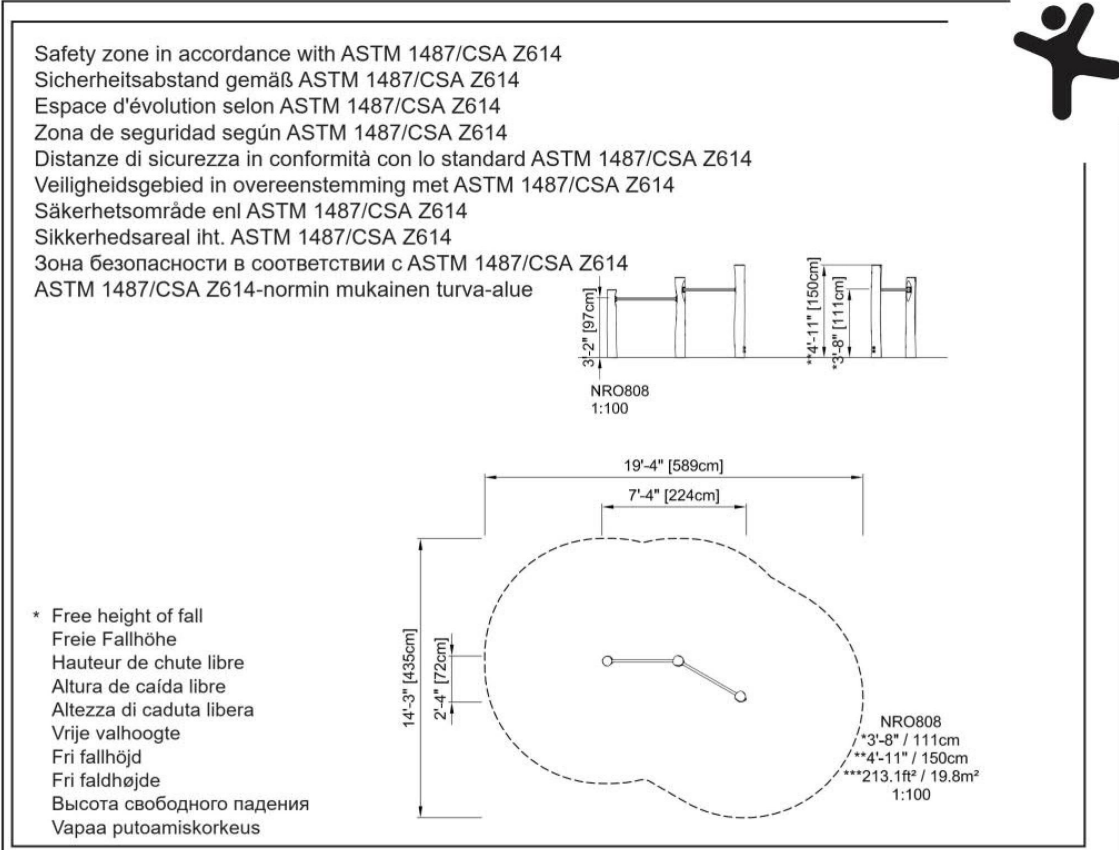 Safety zone in accordance with ASTM 1487/CSA Z614
Sicherheitsabstand gemäß ASTM 1487/CSA Z614
Espace d'évolution selon ASTM 1487/CSA Z614
Zona de seguridad según ASTM 1487/CSA Z614
Distanze di sicurezza in conformità con lo standard ASTM 1487/CSA Z614
Veiligheidsgebied in overeenstemming met ASTM 1487/CSA Z614
Säkerhetsområde enl ASTM 1487/CSA Z614
Sikkerhedsareal iht. ASTM 1487/CSA Z614
Зона безопасности в соответствии с ASTM 1487/CSA Z614
ASTM 1487/CSA Z614-normin mukainen turva-alue
3'-2" [97cm]
**4'-11" [150cm]
*3'-8" [111cm]
NRO808
1:100
19'-4" [589cm]
7'-4" [224cm]
14'-3" [435cm]
2'-4" [72cm]
* Free height of fall
Freie Fallhöhe
Hauteur de chute libre
Altura de caída libre
Altezza di caduta libera
Vrije valhoogte
Fri fallhöjd
Fri faldhøjde
Высота свободного падения
Vapaa putoamiskorkeus
NRO808
*3'-8" / 111cm
**4'-11" / 150cm
***213.1ft² / 19.8m²
1:100